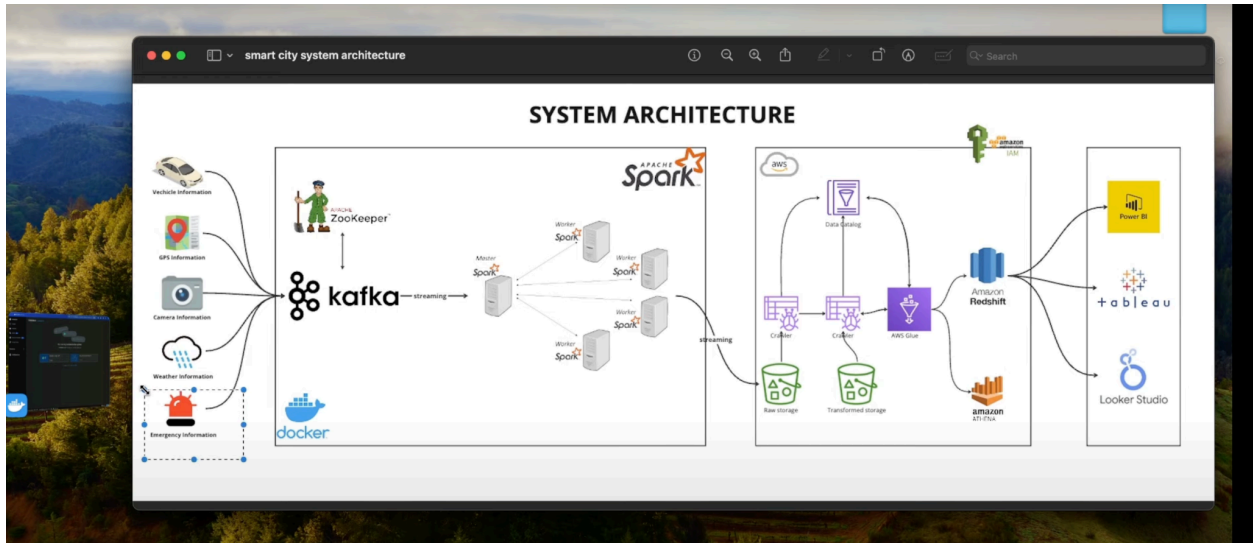 smart city system architecture
Search
SYSTEM ARCHITECTURE
Vechicle Information
GPS Information
Camera Information
Weather Information
Emergency Information
APACHE
ZooKeeper
kafka
streaming
docker
APACHE
Spark
Master
Spark
Worker
Spark
Worker
Spark
Worker
Spark
Worker
Spark
streaming
aws
Data Catalog
Crawler
Crawler
AWS Glue
Raw storage
Transformed storage
amazon
IAM
Amazon
Redshift
amazon
ATHENA
Power BI
+ableau
Looker Studio